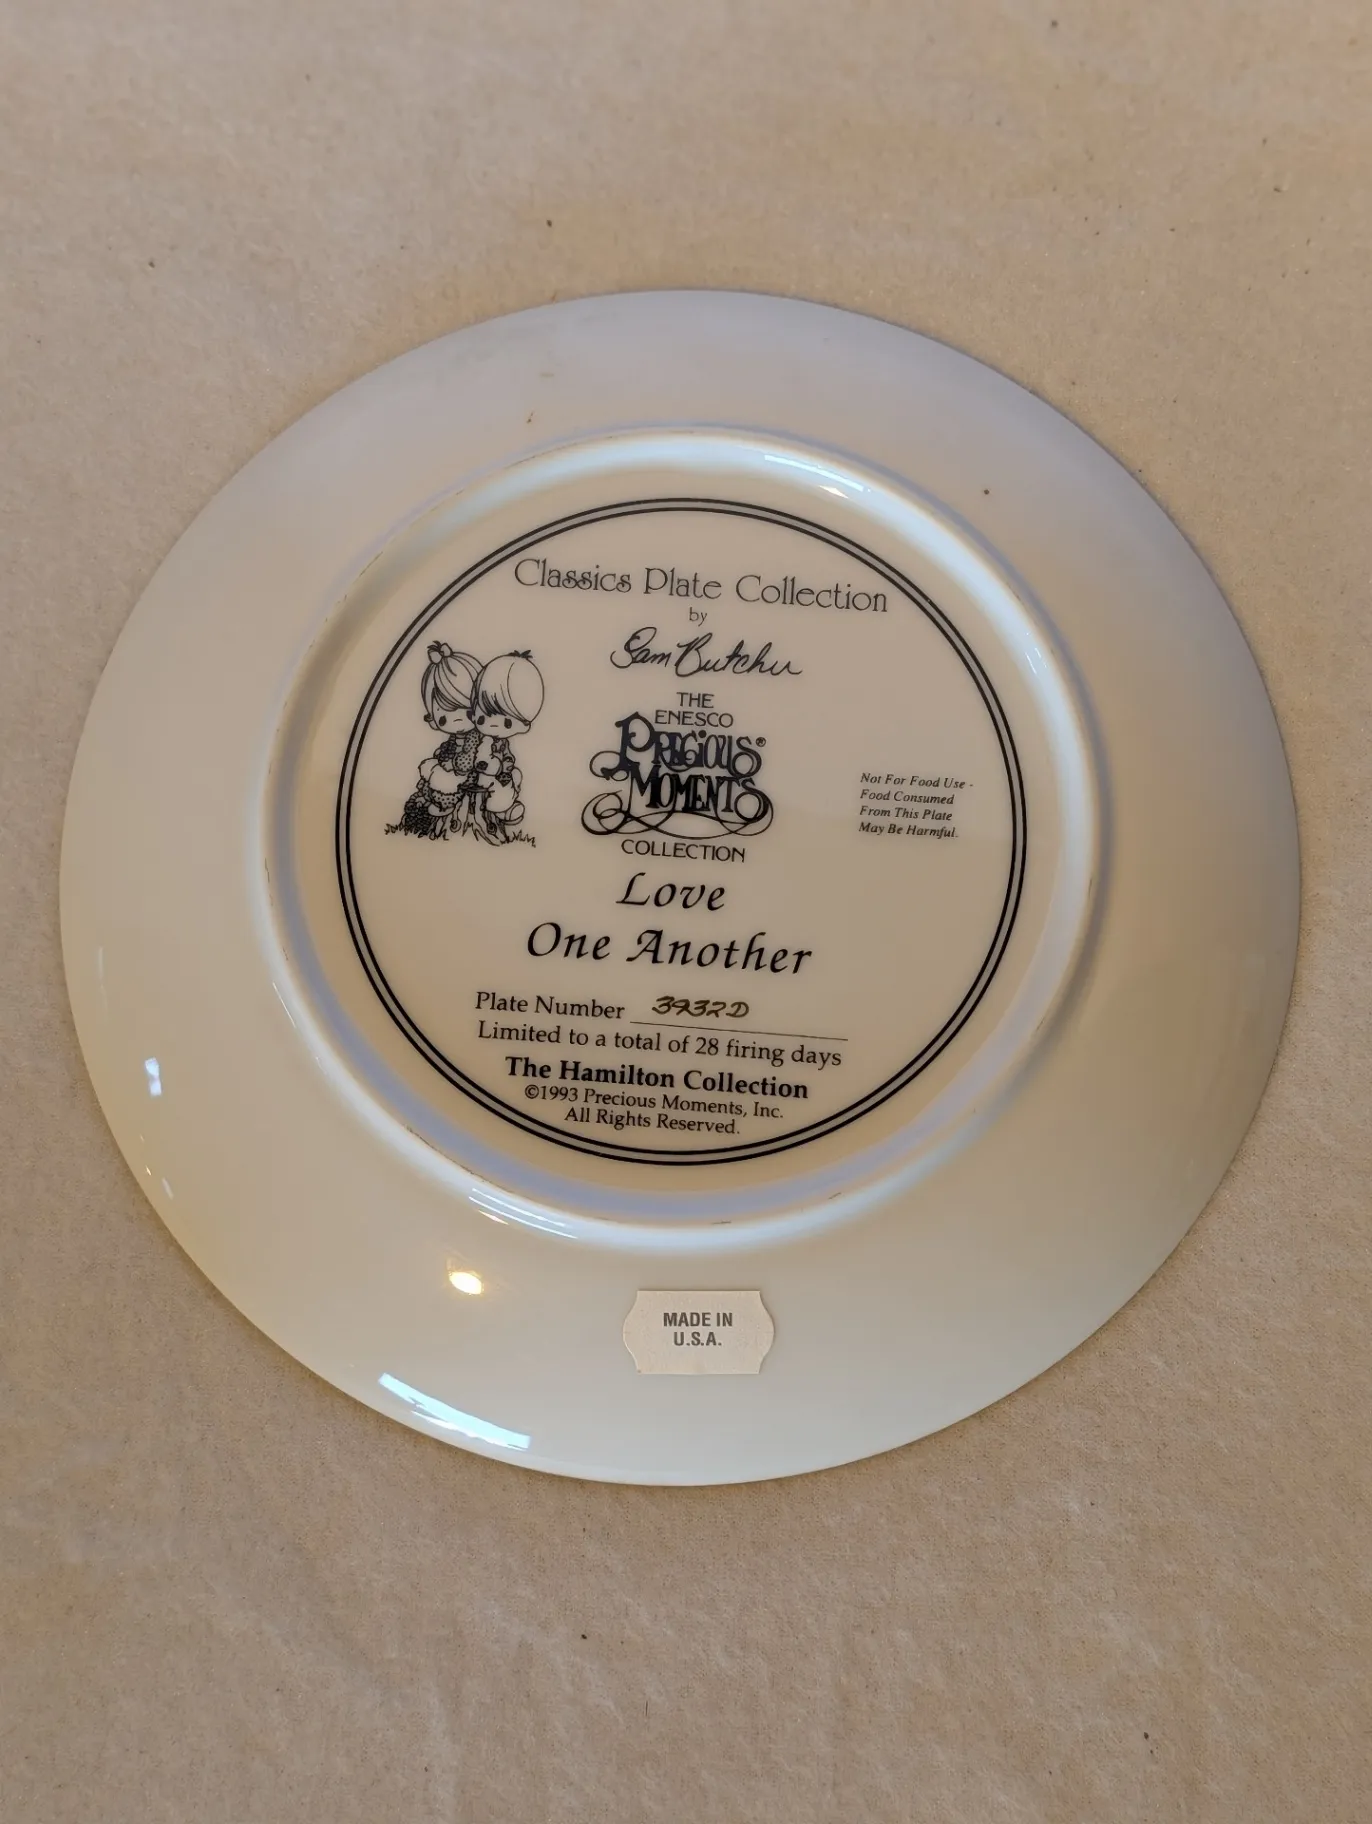 Classics Plate Collection
by
Sam Butcher
THE
ENESCO
PRECIOUS®
MOMENTS
COLLECTION
Not For Food Use -
Food Consumed
From This Plate
May Be Harmful.
Love
One Another
Plate Number 3932D
Limited to a total of 28 firing days
The Hamilton Collection
©1993 Precious Moments, Inc.
All Rights Reserved.
MADE IN
U.S.A.